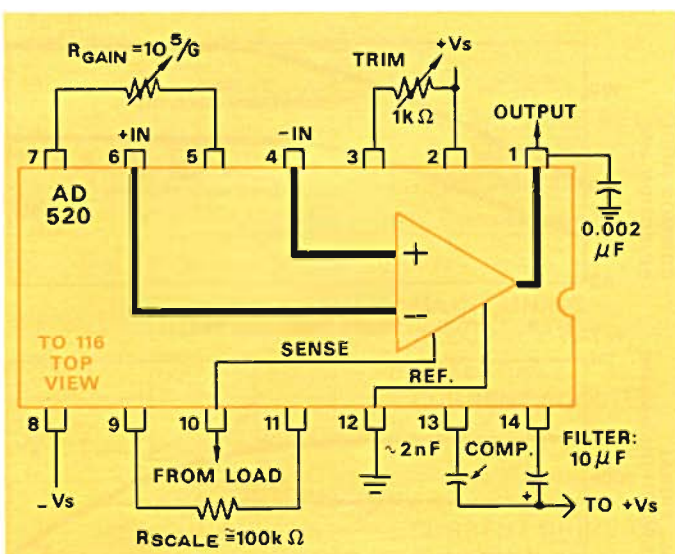 R GAIN = 10^5/G
TRIM
+Vs
1kΩ
OUTPUT
+IN
-IN
7
6
5
4
3
2
1
AD
520
0.002
μF
+
--
TO 116
TOP
VIEW
SENSE
REF.
8
9
10
11
12
13
14
-Vs
FROM LOAD
RSCALE ≅100k Ω
~2nF
COMP.
FILTER:
10μF
+
TO +Vs